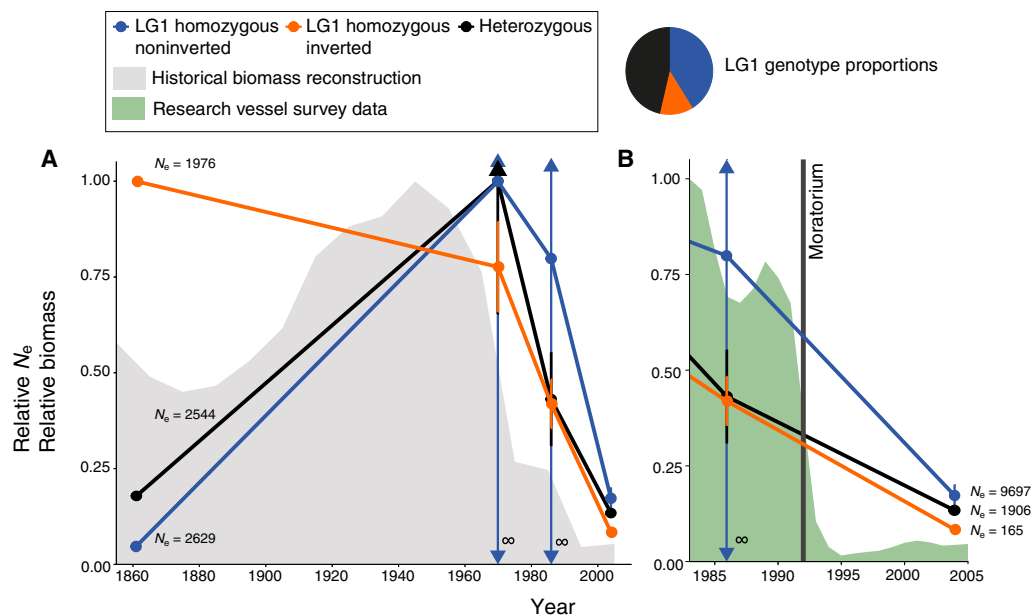 LG1 homozygous noninverted
LG1 homozygous inverted
Heterozygous
Historical biomass reconstruction
Research vessel survey data
LG1 genotype proportions
A
Nₑ = 1976
1.00
0.75
0.50
0.25
0.00
Nₑ = 2544
Nₑ = 2629
∞
∞
1860
1880
1900
1920
1940
1960
1980
2000
Relative Nₑ
Relative biomass
B
Moratorium
1.00
0.75
0.50
0.25
0.00
∞
Nₑ = 9697
Nₑ = 1906
Nₑ = 165
1985
1990
1995
2000
2005
Year